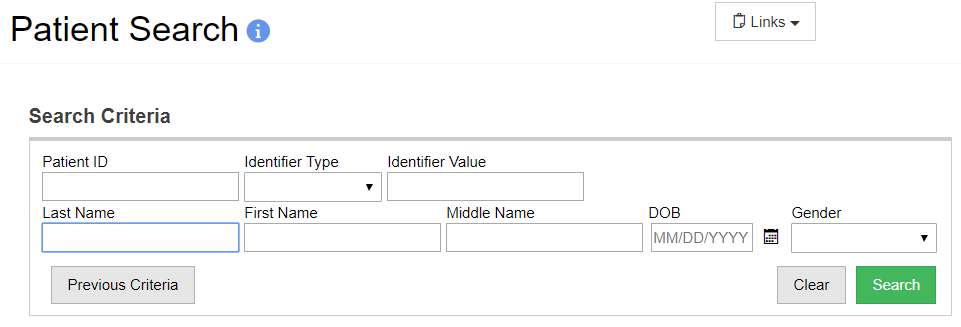 Patient Search
Links
Search Criteria
Patient ID Identifier Type Identifier Value
Last Name First Name Middle Name DOB Gender
MM/DD/YYYY
Previous Criteria Clear Search